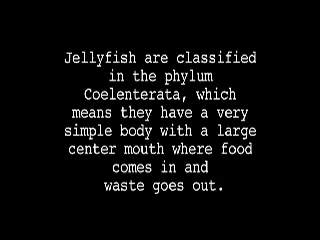 Jellyfish are classified
in the phylum
Coelenterata, which
means they have a very
simple body with a large
center mouth where food
comes in and
waste goes out.